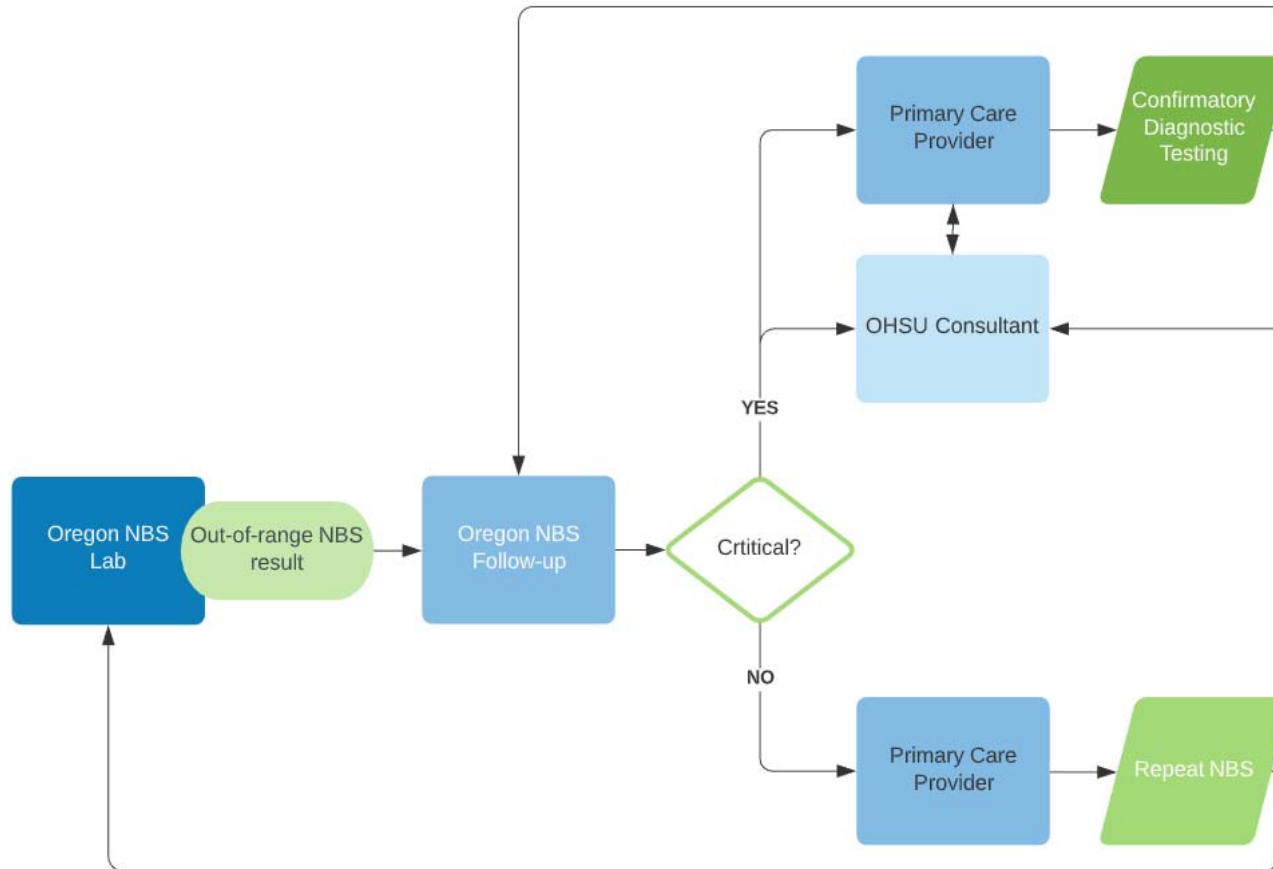 Primary Care
Provider
Confirmatory
Diagnostic
Testing
OHSU Consultant
YES
Oregon NBS
Lab
Out-of-range NBS
result
Oregon NBS
Follow-up
Crtitical?
NO
Primary Care
Provider
Repeat NBS